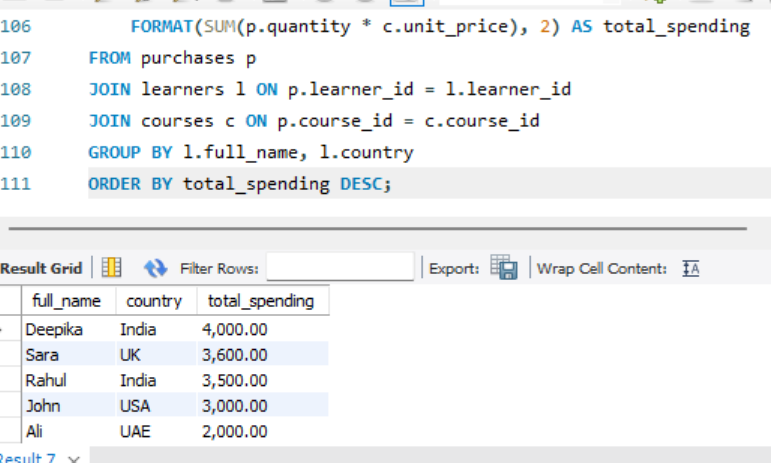 106 FORMAT(SUM(p.quantity * c.unit_price), 2) AS total_spending
107 FROM purchases p
108 JOIN learners l ON p.learner_id = l.learner_id
109 JOIN courses c ON p.course_id = c.course_id
110 GROUP BY l.full_name, l.country
111 ORDER BY total_spending DESC;
Result Grid Filter Rows: Export: Wrap Cell Content:
full_name country total_spending
Deepika India 4,000.00
Sara UK 3,600.00
Rahul India 3,500.00
John USA 3,000.00
Ali UAE 2,000.00
Result 7